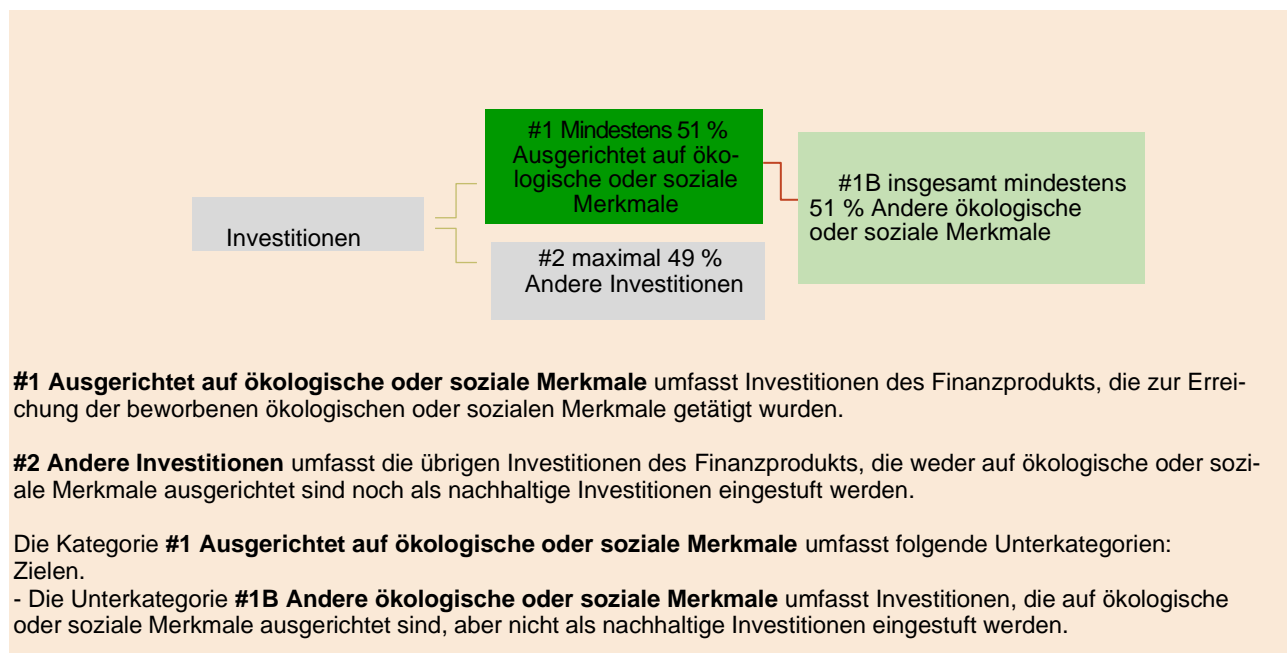 #1 Mindestens 51 %
Ausgerichtet auf öko-
logische oder soziale
Merkmale
#1B insgesamt mindestens
51 % Andere ökologische
oder soziale Merkmale
Investitionen
#2 maximal 49 %
Andere Investitionen
#1 Ausgerichtet auf ökologische oder soziale Merkmale umfasst Investitionen des Finanzprodukts, die zur Errei-
chung der beworbenen ökologischen oder sozialen Merkmale getätigt wurden.
#2 Andere Investitionen umfasst die übrigen Investitionen des Finanzprodukts, die weder auf ökologische oder sozi-
ale Merkmale ausgerichtet sind noch als nachhaltige Investitionen eingestuft werden.
Die Kategorie #1 Ausgerichtet auf ökologische oder soziale Merkmale umfasst folgende Unterkategorien:
Zielen.
- Die Unterkategorie #1B Andere ökologische oder soziale Merkmale umfasst Investitionen, die auf ökologische
oder soziale Merkmale ausgerichtet sind, aber nicht als nachhaltige Investitionen eingestuft werden.